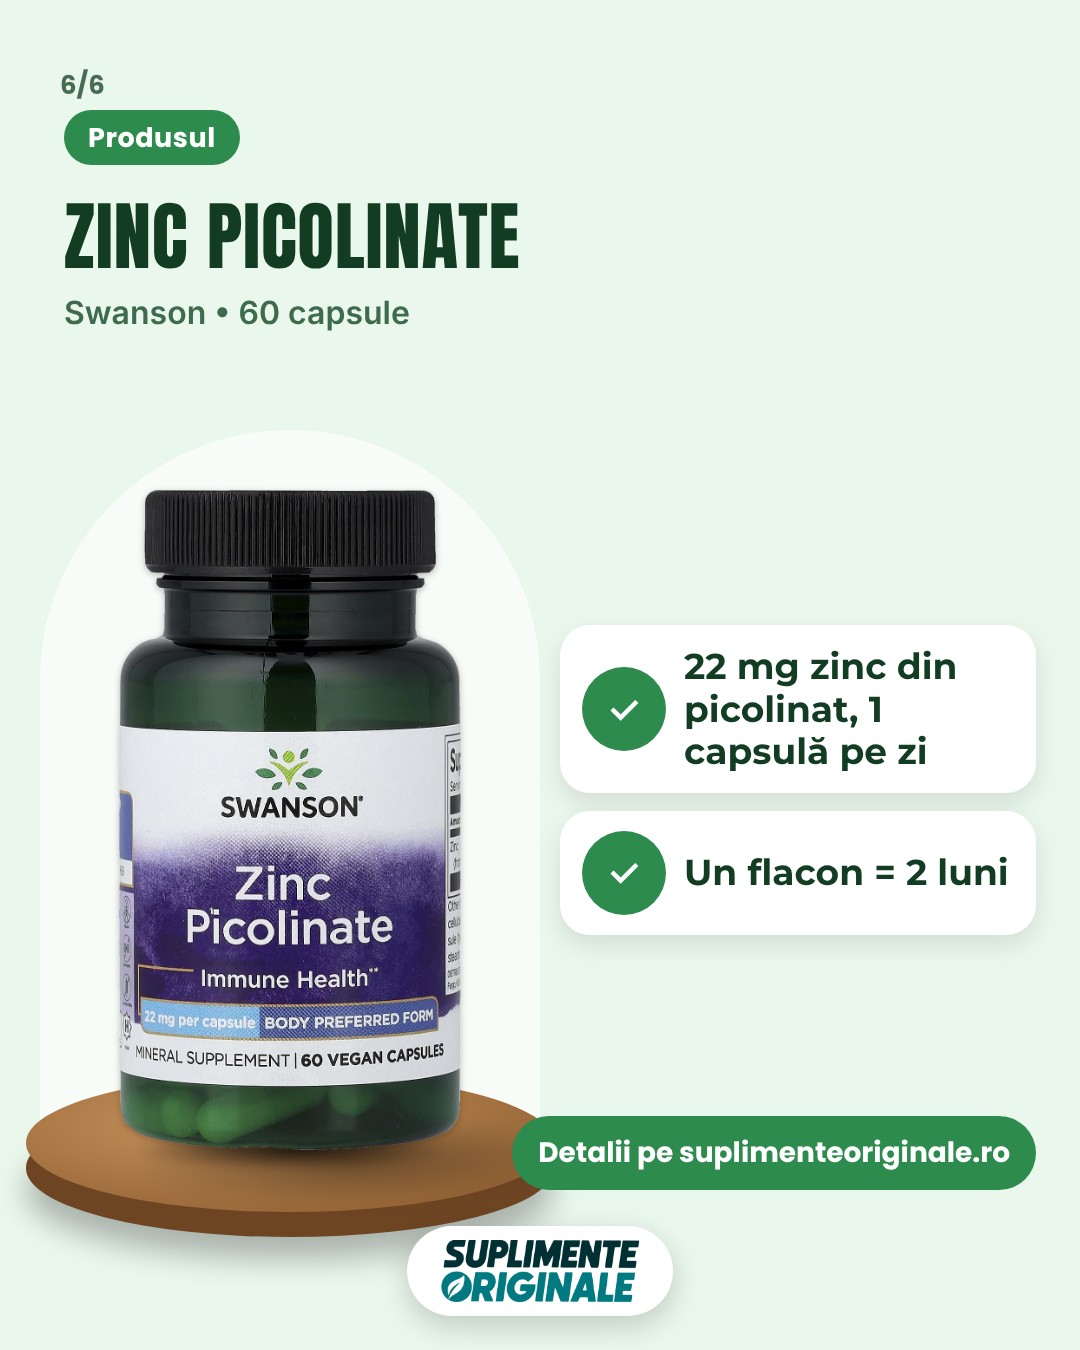 6/6
Produsul
ZINC PICOLINATE
Swanson • 60 capsule
SWANSON
Zinc
Picolinate
Immune Health**
22 mg per capsule BODY PREFERRED FORM
MINERAL SUPPLEMENT | 60 VEGAN CAPSULES
22 mg zinc din
picolinat, 1
capsulă pe zi
Un flacon = 2 luni
Detalii pe suplimenteoriginale.ro
SUPLIMENTE
ORIGINALE